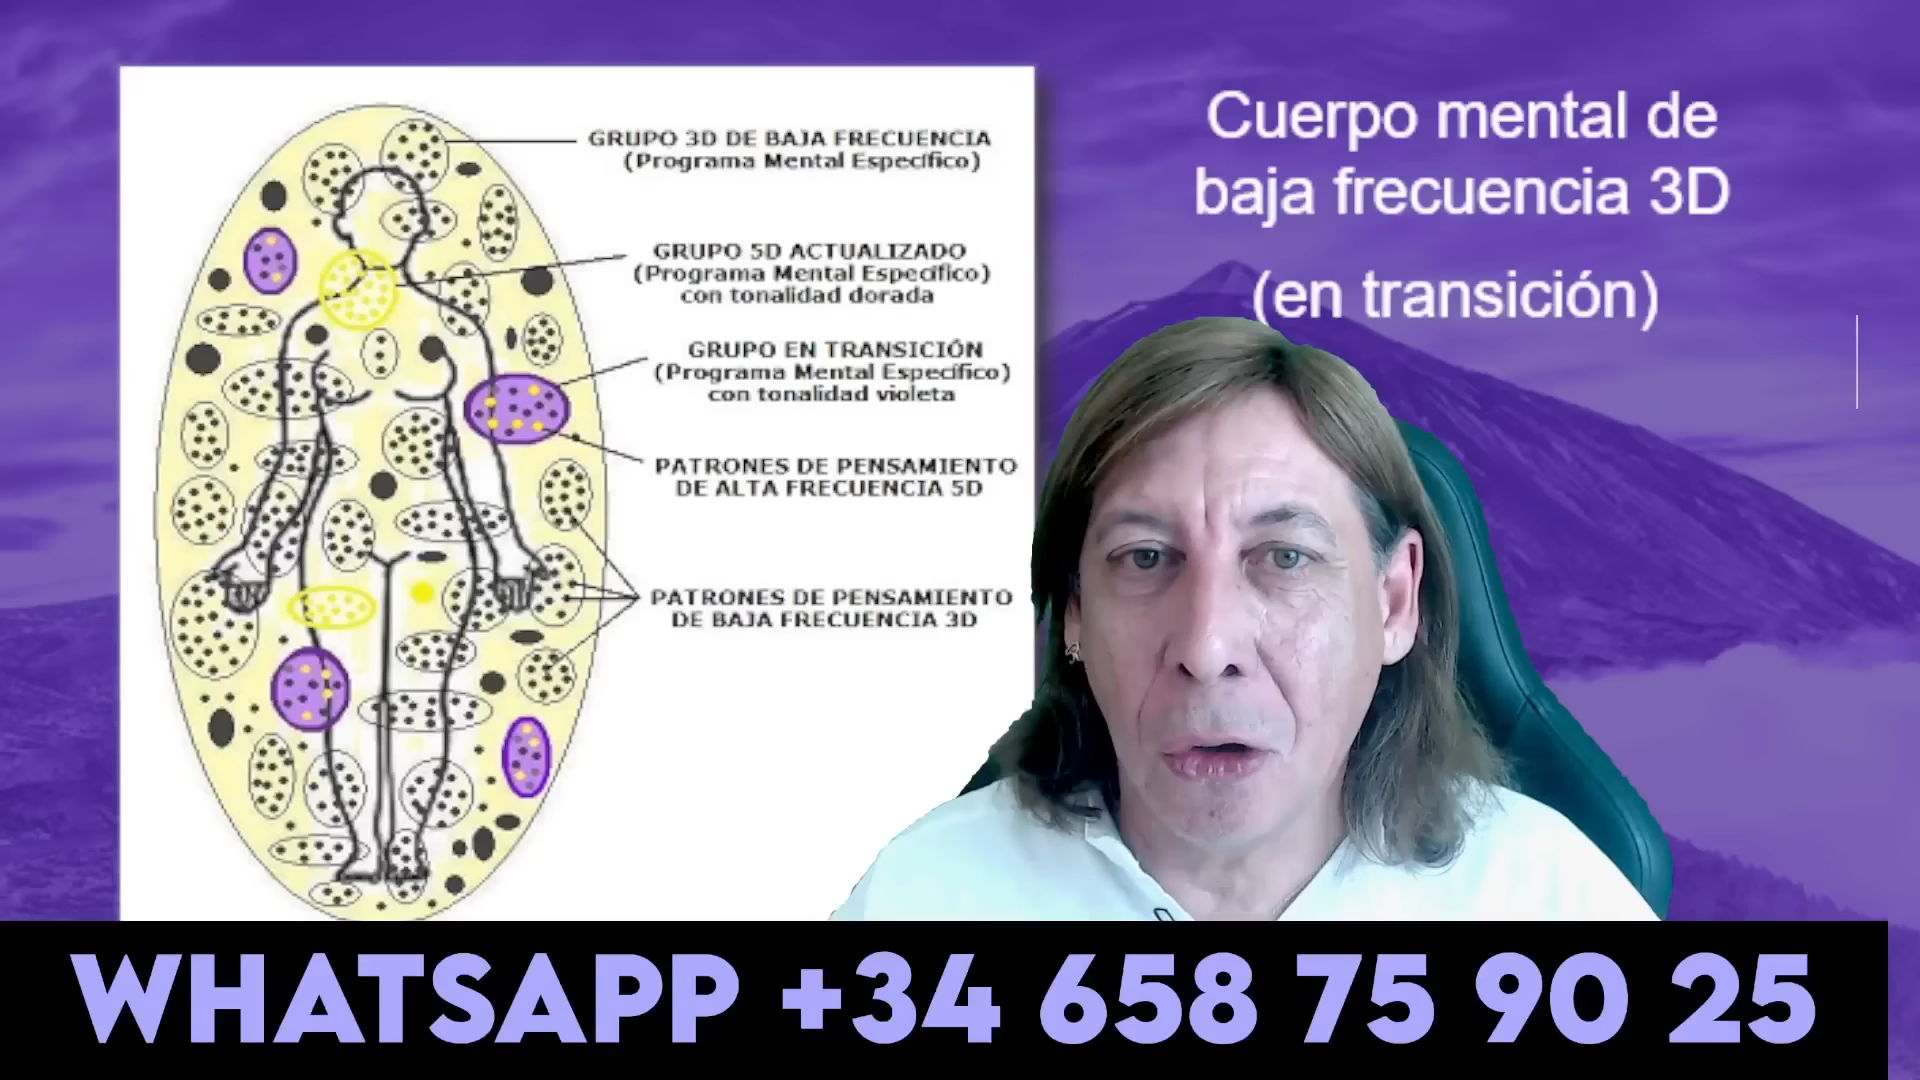 GRUPO 3D DE BAJA FRECUENCIA
(Programa Mental Específico)
GRUPO 5D ACTUALIZADO
(Programa Mental Específico)
con tonalidad dorada
GRUPO EN TRANSICIÓN
(Programa Mental Específico)
con tonalidad violeta
PATRONES DE PENSAMIENTO
DE ALTA FRECUENCIA 5D
PATRONES DE PENSAMIENTO
DE BAJA FRECUENCIA 3D
Cuerpo mental de
baja frecuencia 3D
(en transición)
WHATSAPP +34 658 75 90 25